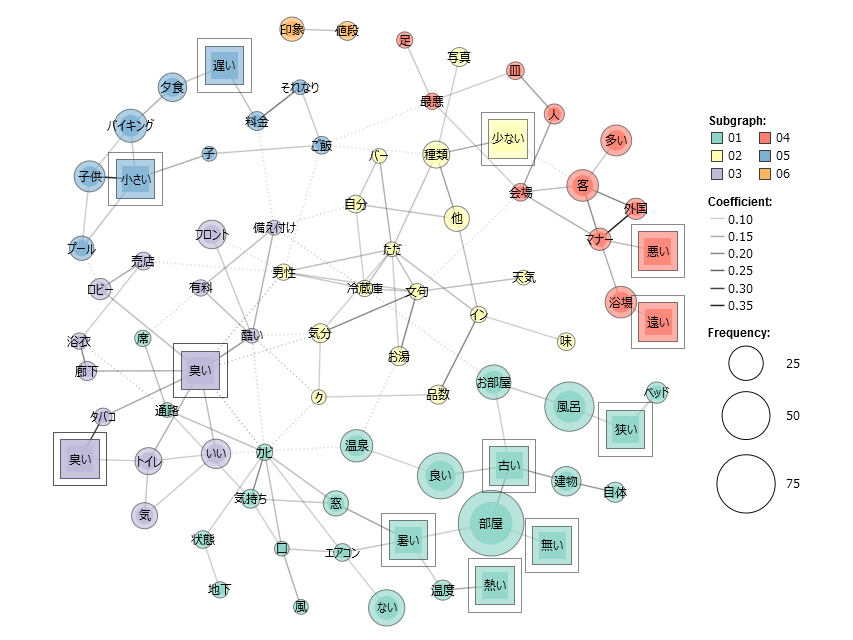 印象
値段
足
写真
遅い
皿
夕食
それなり
最悪
人
バイキング
料金
少ない
多い
ご飯
子
バー
種類
子供
小さい
客
会場
自分
他
外国
フロント
備え付け
マナー
プール
ただ
悪い
売店
男性
天気
ロビー
有料
冷蔵庫
文句
浴場
イン
遠い
浴衣
席
酷い
気分
味
お湯
廊下
臭い
お部屋
ベッド
ク
品数
通路
風呂
タバコ
狭い
温泉
いい
カビ
臭い
トイレ
良い
古い
建物
自体
気持ち
窓
気
部屋
状態
暑い
無い
口
エアコン
地下
温度
熱い
風
ない
Subgraph:
01 04
02 05
03 06
Coefficient:
0.10
0.15
0.20
0.25
0.30
0.35
Frequency:
25
50
75